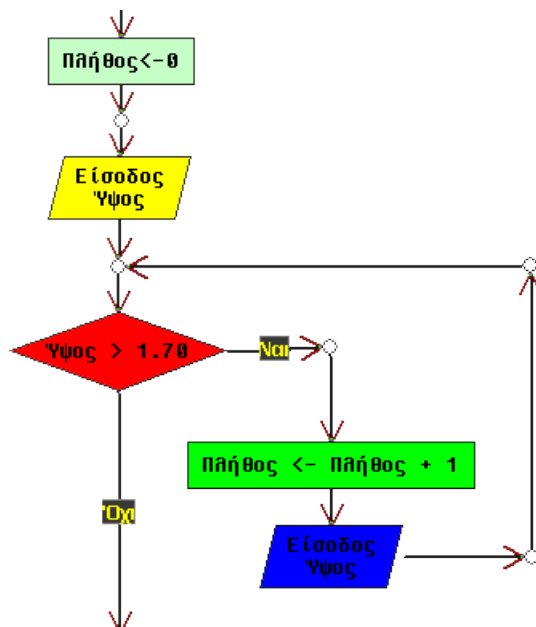 Πλήθος<-0
Είσοδος
Ύψος
Ύψος > 1.70
Ναι
Πλήθος <- Πλήθος + 1
Είσοδος
Ύψος
Όχι